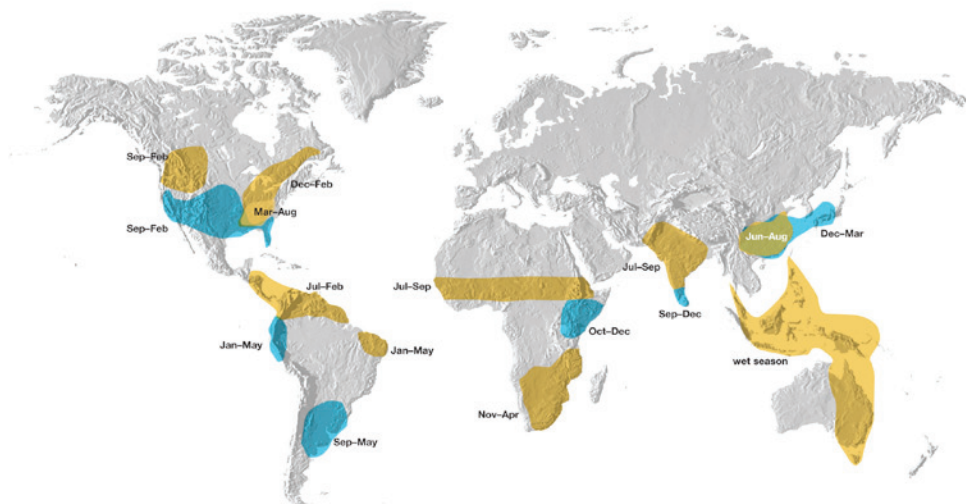 Sep–Feb
Dec–Feb
Mar–Aug
Sep–Feb
Jun–Aug
Dec–Mar
Jul–Sep
Jul–Feb
Jul–Sep
Sep–Dec
Oct–Dec
Jan–May
Jan–May
wet season
Nov–Apr
Sep–May